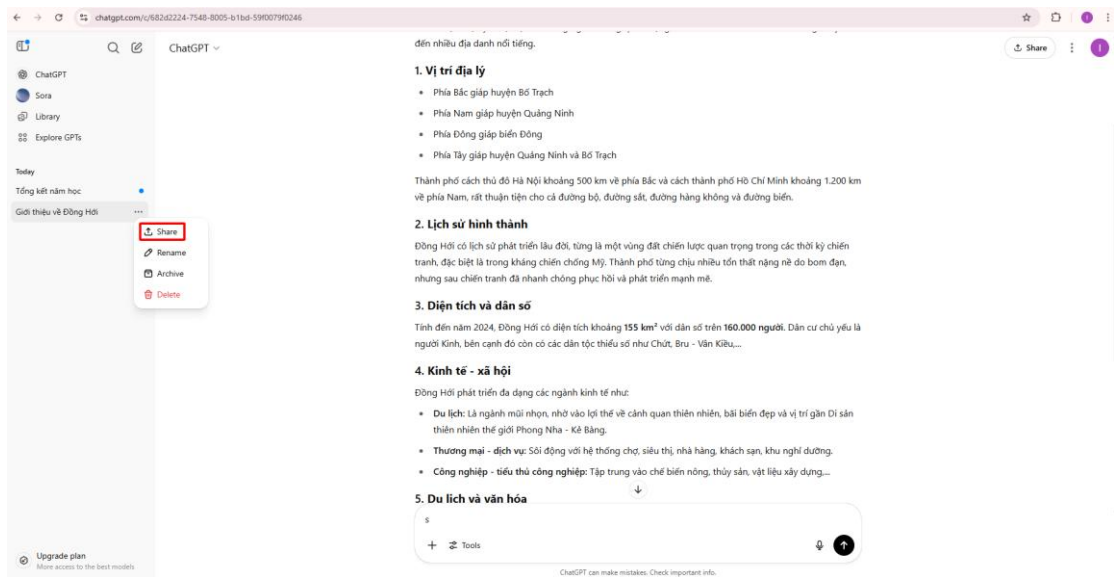 chatgpt.com/c/682d2224-7548-8005-b1bd-59f0079f0246
ChatGPT
Share
ChatGPT
Sora
Library
Explore GPTs
Today
Tổng kết năm học
Giới thiệu về Đồng Hới
Share
Rename
Archive
Delete
Upgrade plan
More access to the best models
đến nhiều địa danh nổi tiếng.
1. Vị trí địa lý
Phía Bắc giáp huyện Bố Trạch
Phía Nam giáp huyện Quảng Ninh
Phía Đông giáp biển Đông
Phía Tây giáp huyện Quảng Ninh và Bố Trạch
Thành phố cách thủ đô Hà Nội khoảng 500 km về phía Bắc và cách thành phố Hồ Chí Minh khoảng 1.200 km
về phía Nam, rất thuận tiện cho cả đường bộ, đường sắt, đường hàng không và đường biển.
2. Lịch sử hình thành
Đồng Hới có lịch sử phát triển lâu đời, từng là một vùng đất chiến lược quan trọng trong các thời kỳ chiến
tranh, đặc biệt là trong kháng chiến chống Mỹ. Thành phố từng chịu nhiều tổn thất nặng nề do bom đạn,
nhưng sau chiến tranh đã nhanh chóng phục hồi và phát triển mạnh mẽ.
3. Diện tích và dân số
Tính đến năm 2024, Đồng Hới có diện tích khoảng 155 km² với dân số trên 160.000 người. Dân cư chủ yếu là
người Kinh, bên cạnh đó còn có các dân tộc thiểu số như Chứt, Bru - Vân Kiều,...
4. Kinh tế - xã hội
Đồng Hới phát triển đa dạng các ngành kinh tế như:
Du lịch: Là ngành mũi nhọn, nhờ vào lợi thế về cảnh quan thiên nhiên, bãi biển đẹp và vị trí gần Di sản
thiên nhiên thế giới Phong Nha - Kẻ Bàng.
Thương mại - dịch vụ: Sôi động với hệ thống chợ, siêu thị, nhà hàng, khách sạn, khu nghỉ dưỡng.
Công nghiệp - tiểu thủ công nghiệp: Tập trung vào chế biến nông, thủy sản, vật liệu xây dựng,...
5. Du lịch và văn hóa
s
Tools
ChatGPT can make mistakes. Check important info.